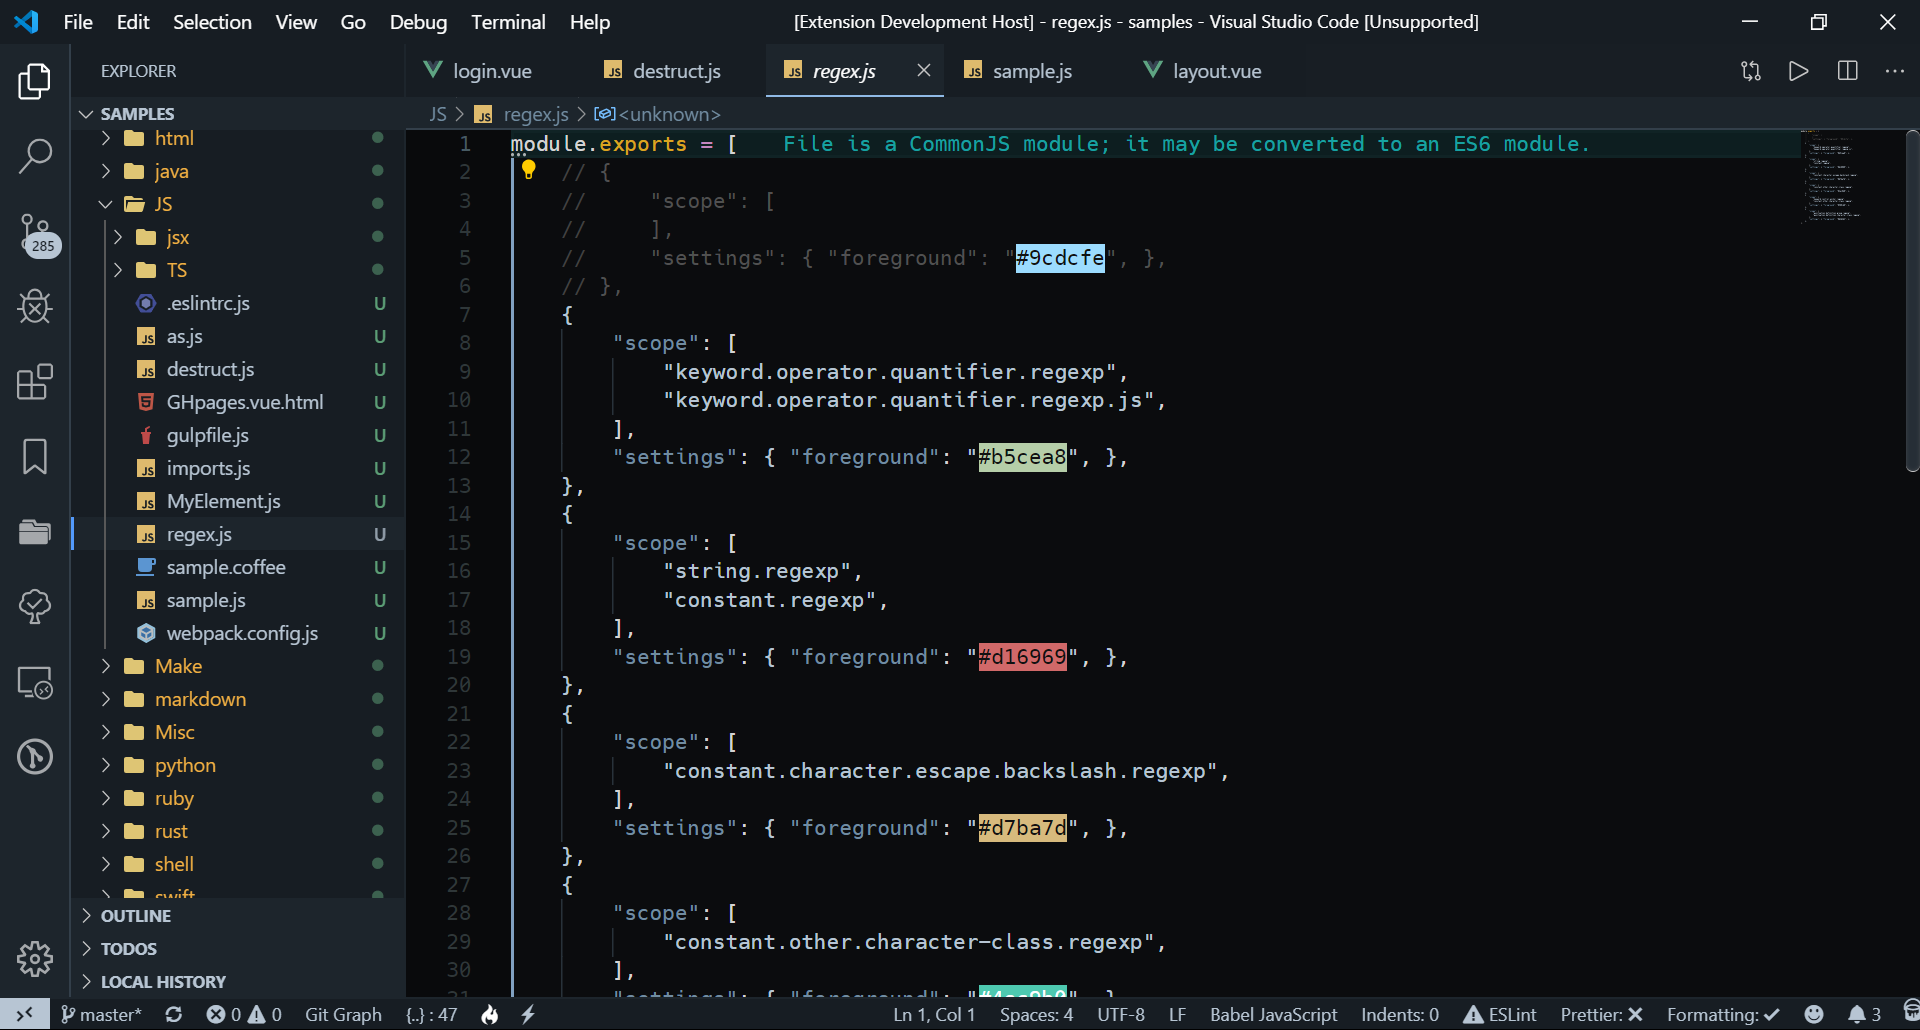 File Edit Selection View Go Debug Terminal Help
[Extension Development Host] - regex.js - samples - Visual Studio Code [Unsupported]
EXPLORER
login.vue
destruct.js
regex.js
sample.js
layout.vue
SAMPLES
JS > regex.js > <unknown>
html
java
JS
jsx
TS
.eslintrc.js U
as.js U
destruct.js U
GHpages.vue.html U
gulpfile.js U
imports.js U
MyElement.js U
regex.js U
sample.coffee U
sample.js U
webpack.config.js U
Make
markdown
Misc
python
ruby
rust
shell
swift
OUTLINE
TODOS
LOCAL HISTORY
285
1 module.exports = [    File is a CommonJS module; it may be converted to an ES6 module.
2     // {
3     //     "scope": [
4     //     ],
5     //     "settings": { "foreground": "#9cdcfe", },
6     // },
7     {
8         "scope": [
9             "keyword.operator.quantifier.regexp",
10             "keyword.operator.quantifier.regexp.js",
11         ],
12         "settings": { "foreground": "#b5cea8", },
13     },
14     {
15         "scope": [
16             "string.regexp",
17             "constant.regexp",
18         ],
19         "settings": { "foreground": "#d16969", },
20     },
21     {
22         "scope": [
23             "constant.character.escape.backslash.regexp",
24         ],
25         "settings": { "foreground": "#d7ba7d", },
26     },
27     {
28         "scope": [
29             "constant.other.character-class.regexp",
30         ],
31         "settings": { "foreground": "#4ec9b0", },
master* 0 0 Git Graph {..} : 47 Ln 1, Col 1 Spaces: 4 UTF-8 LF Babel JavaScript Indents: 0 ESLint Prettier: ✕ Formatting: ✓ 3